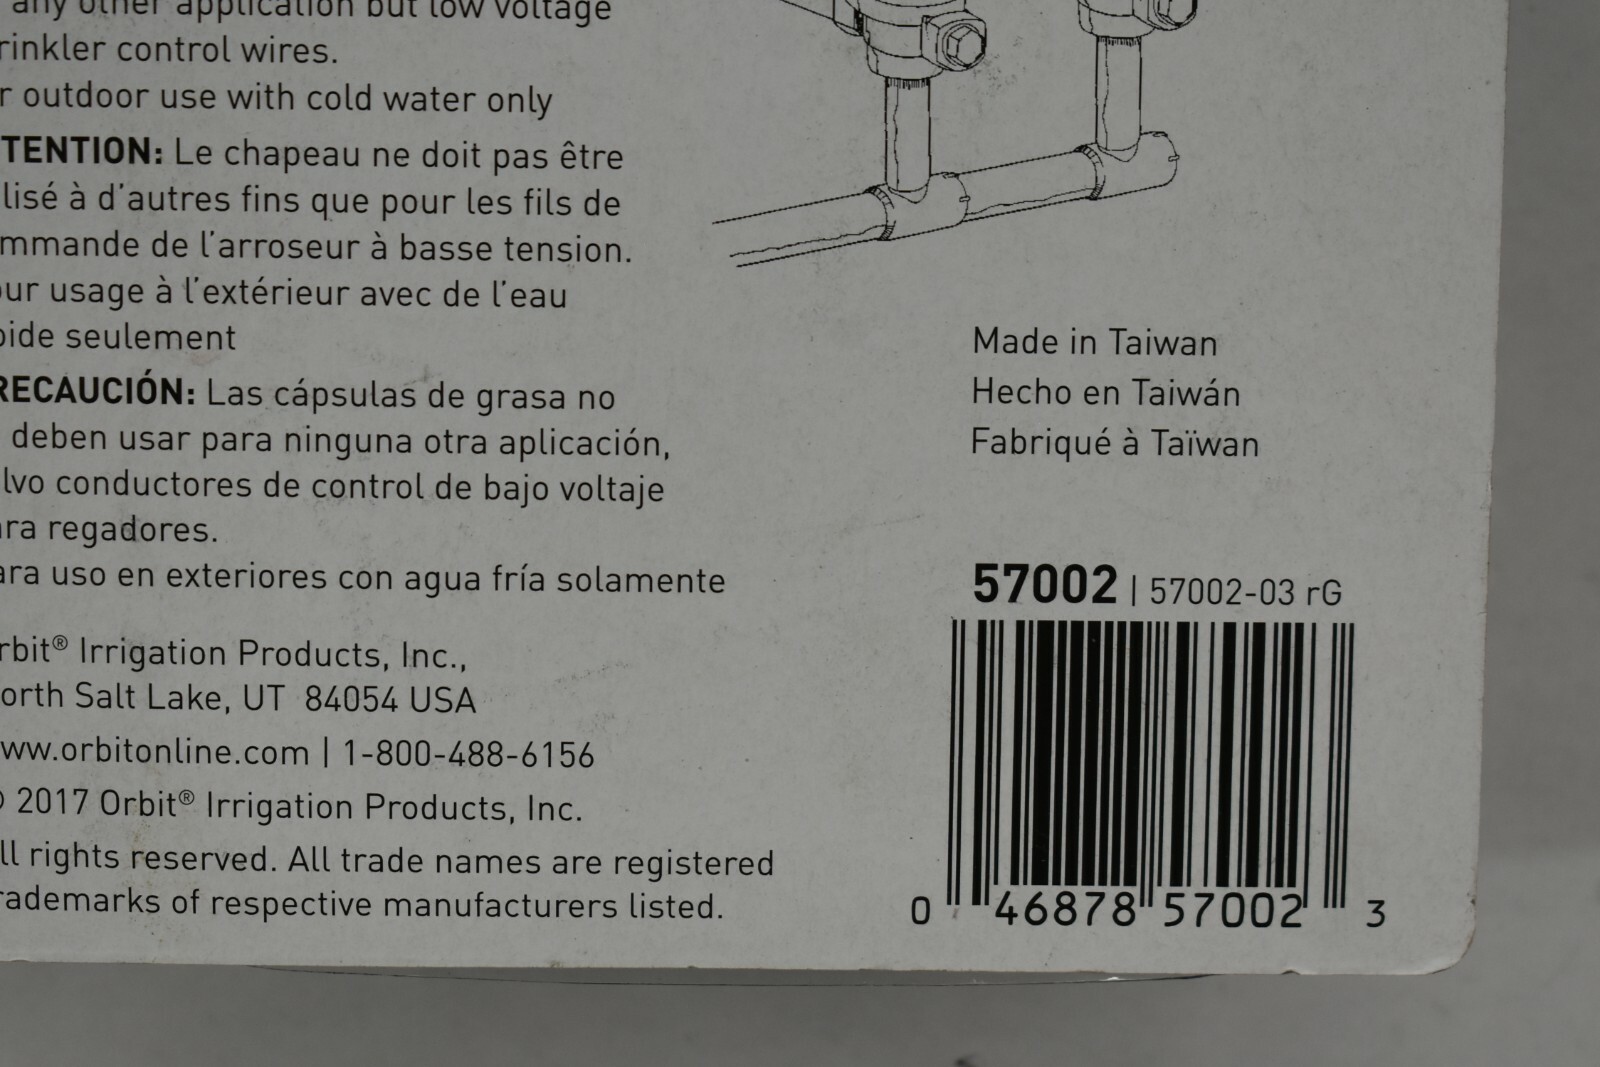 any other application but low voltage
rinkler control wires.
r outdoor use with cold water only
TENTION: Le chapeau ne doit pas être
lisé à d'autres fins que pour les fils de
mmande de l'arroseur à basse tension.
ur usage à l'extérieur avec de l'eau
oide seulement
RECAUCIÓN: Las cápsulas de grasa no
deben usar para ninguna otra aplicación,
lvo conductores de control de bajo voltaje
ra regadores.
ara uso en exteriores con agua fría solamente
rbit® Irrigation Products, Inc.,
orth Salt Lake, UT 84054 USA
ww.orbitonline.com | 1-800-488-6156
© 2017 Orbit® Irrigation Products, Inc.
ll rights reserved. All trade names are registered
rademarks of respective manufacturers listed.
Made in Taiwan
Hecho en Taiwán
Fabriqué à Taïwan
57002 | 57002-03 rG
0 46878 57002 3